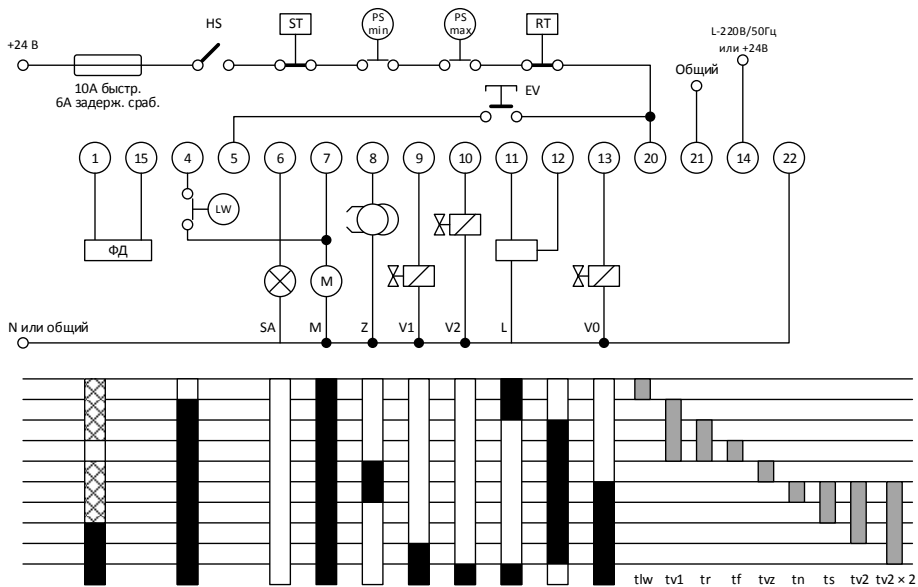 HS
ST
PS
min
PS
max
RT
L-220В/50Гц
или +24В
+24 В
Общий
10А быстр.
6А задерж. сраб.
EV
1
15
4
5
6
7
8
9
10
11
12
13
20
21
14
22
LW
ФД
M
N или общий
SA
M
Z
V1
V2
L
V0
tlw
tv1
tr
tf
tvz
tn
ts
tv2
tv2 × 2